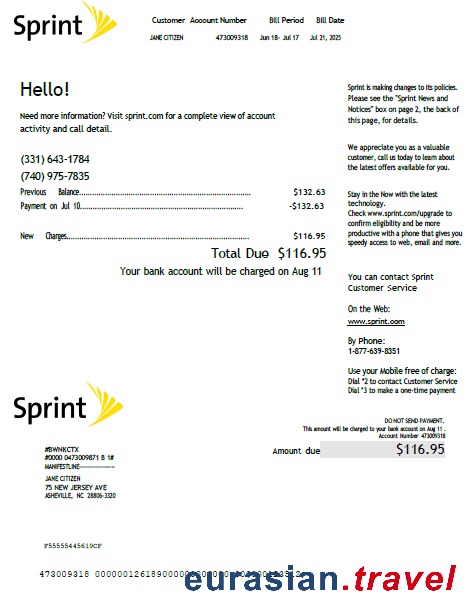 Sprint
Customer Account Number Bill Period Bill Date
JANE CITIZEN 473009318 Jun 18- Jul 17 Jul 21, 2025
Hello!
Need more information? Visit sprint.com for a complete view of account
activity and call detail.
(331) 643-1784
(740) 975-7835
Previous Balance.......................................................................... $132.63
Payment on Jul 10.......................................................................... -$132.63
New Charges.......................................................................... $116.95
Total Due $116.95
Your bank account will be charged on Aug 11
Sprint is making changes to its policies.
Please see the "Sprint News and
Notices" box on page 2, the back of
this page, for details.
We appreciate you as a valuable
customer, call us today to learn about
the latest offers available for you.
Stay in the Now with the latest
technology.
Check www.sprint.com/upgrade to
confirm eligibility and be more
productive with a phone that gives you
speedy access to web, email and more.
You can contact Sprint
Customer Service
On the Web:
www.sprint.com
By Phone:
1-877-639-8351
Use your Mobile free of charge:
Dial *2 to contact Customer Service
Dial *3 to make a one-time payment
Sprint
DO NOT SEND PAYMENT.
This amount will be charged to your bank account on Aug 11 .
Account Number 473009318
Amount due $116.95
#BWNKCTX
#0000 0473009871 B 1#
MANIFESTLINE-----------------
JANE CITIZEN
75 NEW JERSEY AVE
ASHEVILLE, NC 28806-3320
F55555445619CF
473009318
eurasian.travel